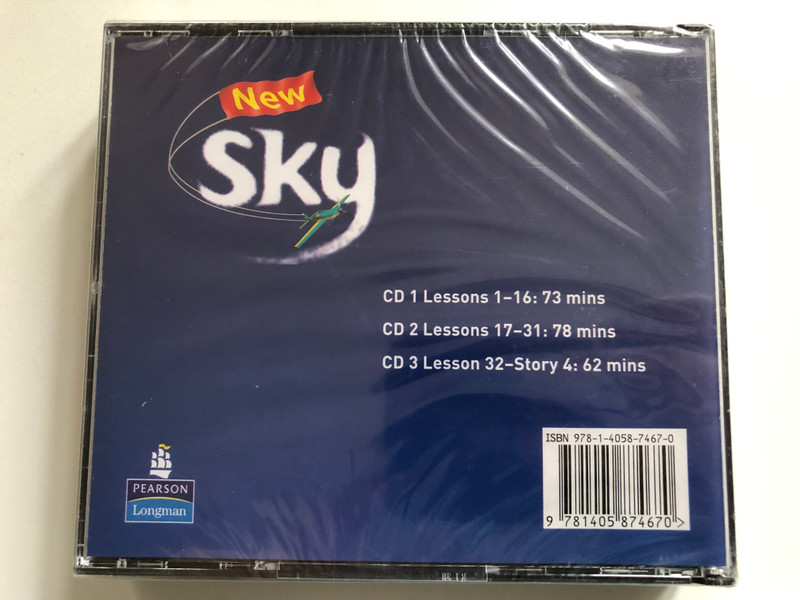 New
Sky
CD 1 Lessons 1–16: 73 mins
CD 2 Lessons 17–31: 78 mins
CD 3 Lesson 32–Story 4: 62 mins
ISBN 978-1-4058-7467-0
9 781405 874670 >
PEARSON
Longman